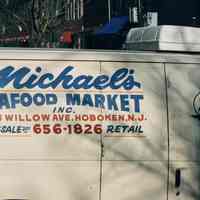 Michael's
AFOOD MARKET
INC.
WILLOW AVE. HOBOKEN, N.J.
SALE 656-1826 RETAIL